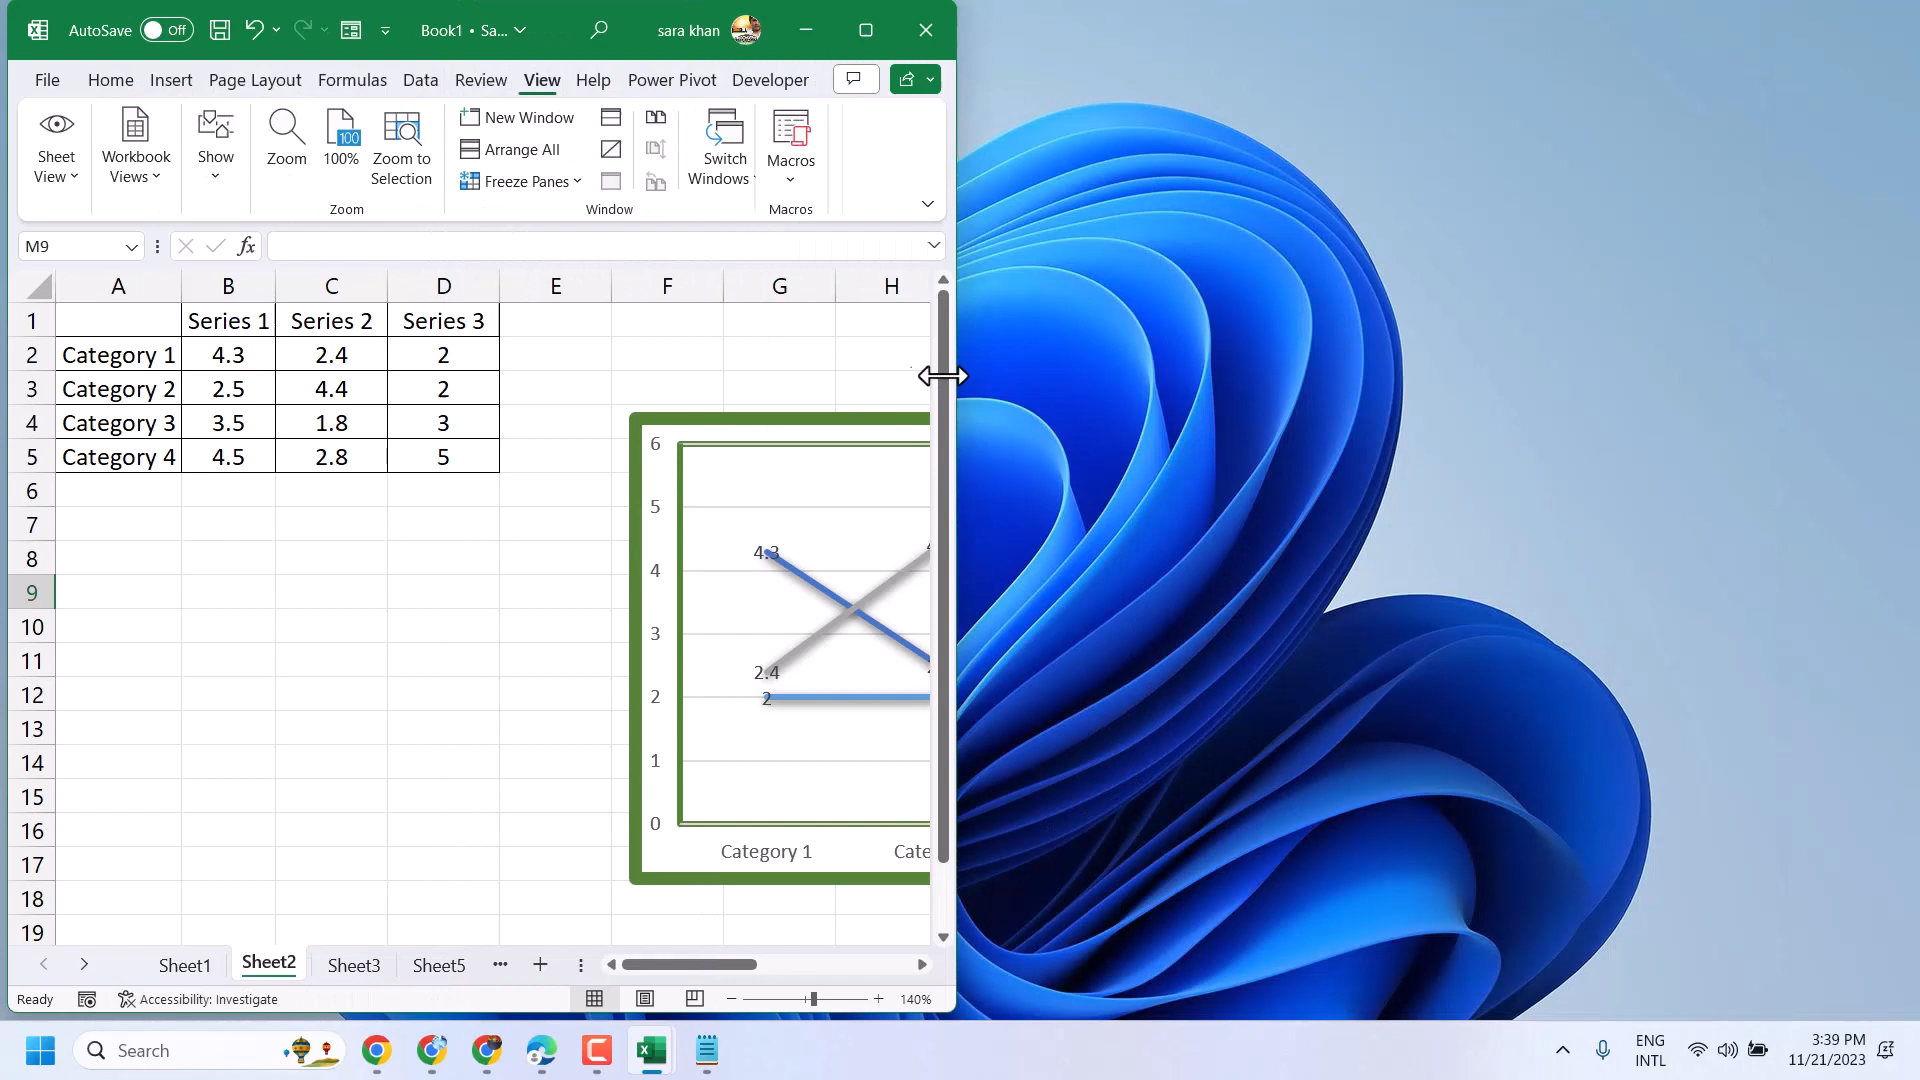 AutoSave Off Book1 • Sa... sara khan
File Home Insert Page Layout Formulas Data Review View Help Power Pivot Developer
Sheet View
Workbook Views
Show
Zoom
100
100%
Zoom to Selection
Zoom
New Window
Arrange All
Freeze Panes
Switch Windows
Window
Macros
Macros
M9 fx
A B C D E F G H
1 Series 1 Series 2 Series 3
2 Category 1 4.3 2.4 2
3 Category 2 2.5 4.4 2
4 Category 3 3.5 1.8 3
5 Category 4 4.5 2.8 5
6
7
8
9
10
11
12
13
14
15
16
17
18
19
6
5
4
3
2
1
0
4.3
2.4
2
Category 1 Cate
Sheet1 Sheet2 Sheet3 Sheet5 ...
Ready Accessibility: Investigate 140%
Search
ENG
INTL
3:39 PM
11/21/2023